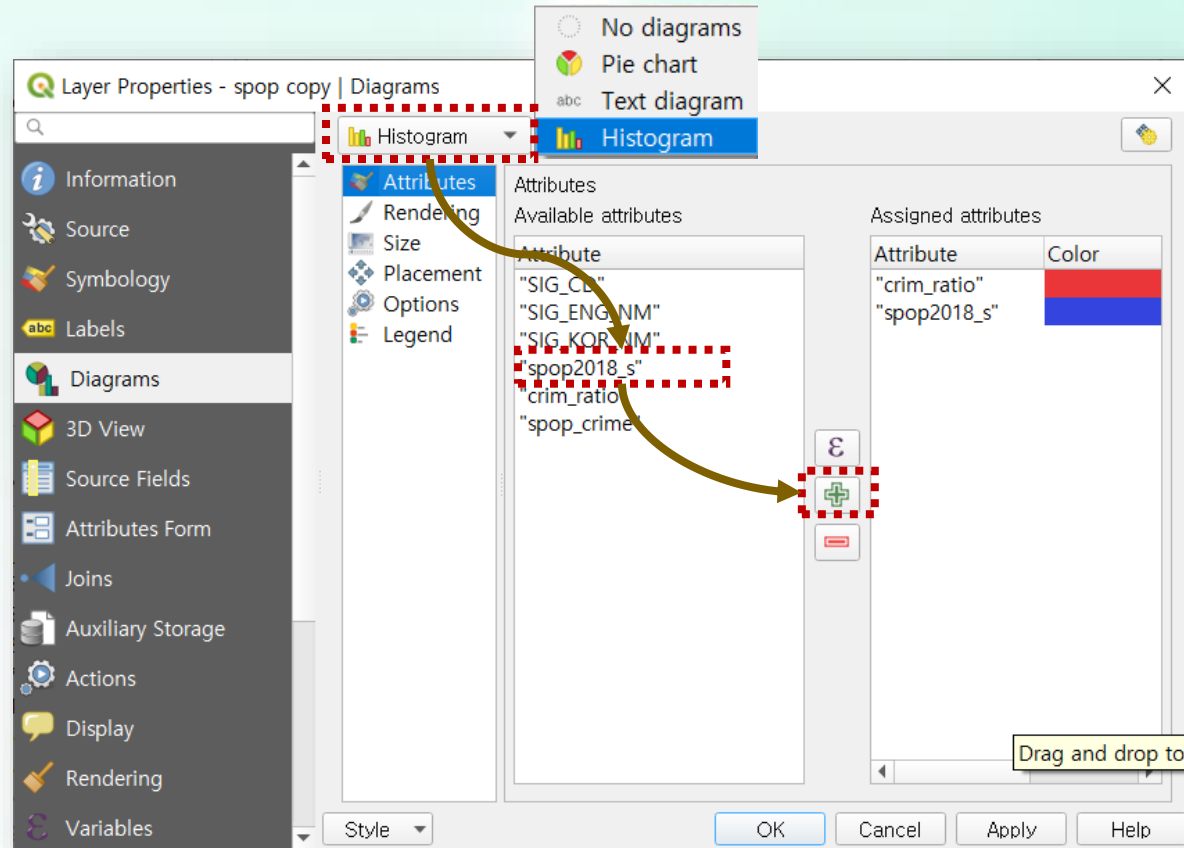 No diagrams
Pie chart
abc Text diagram
Histogram
Layer Properties - spop copy | Diagrams
Histogram
Information
Source
Symbology
abc Labels
Diagrams
3D View
Source Fields
Attributes Form
Joins
Auxiliary Storage
Actions
Display
Rendering
Variables
Attributes
Rendering
Size
Placement
Options
Legend
Attributes
Available attributes
Attribute
"SIG_CD"
"SIG_ENG_NM"
"SIG_KOR_NM"
"spop2018_s"
"crim_ratio"
"spop_crime"
ε
Assigned attributes
Attribute Color
"crim_ratio"
"spop2018_s"
Drag and drop to
Style
OK
Cancel
Apply
Help